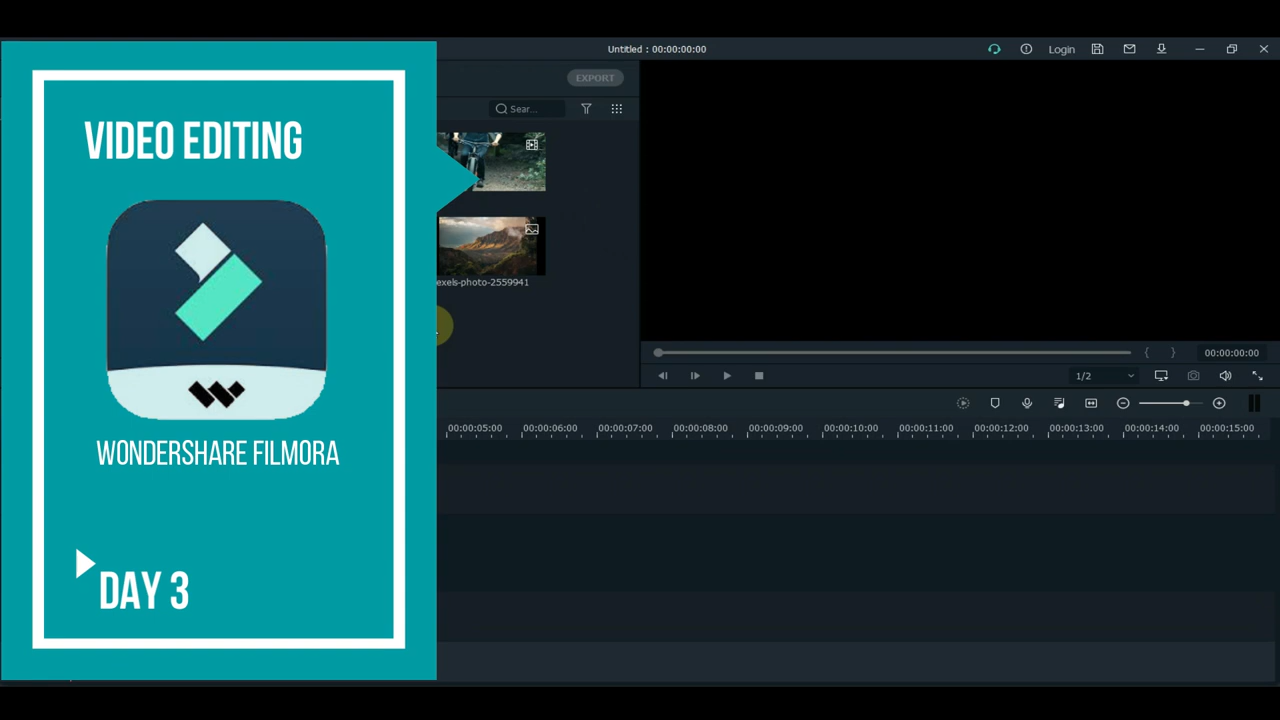 Untitled : 00:00:00:00
Login
VIDEO EDITING
WONDERSHARE FILMORA
DAY 3
EXPORT
Sear...
exels-photo-2559941
00:00:00:00
1/2
00:00:05:00 00:00:06:00 00:00:07:00 00:00:08:00 00:00:09:00 00:00:10:00 00:00:11:00 00:00:12:00 00:00:13:00 00:00:14:00 00:00:15:00